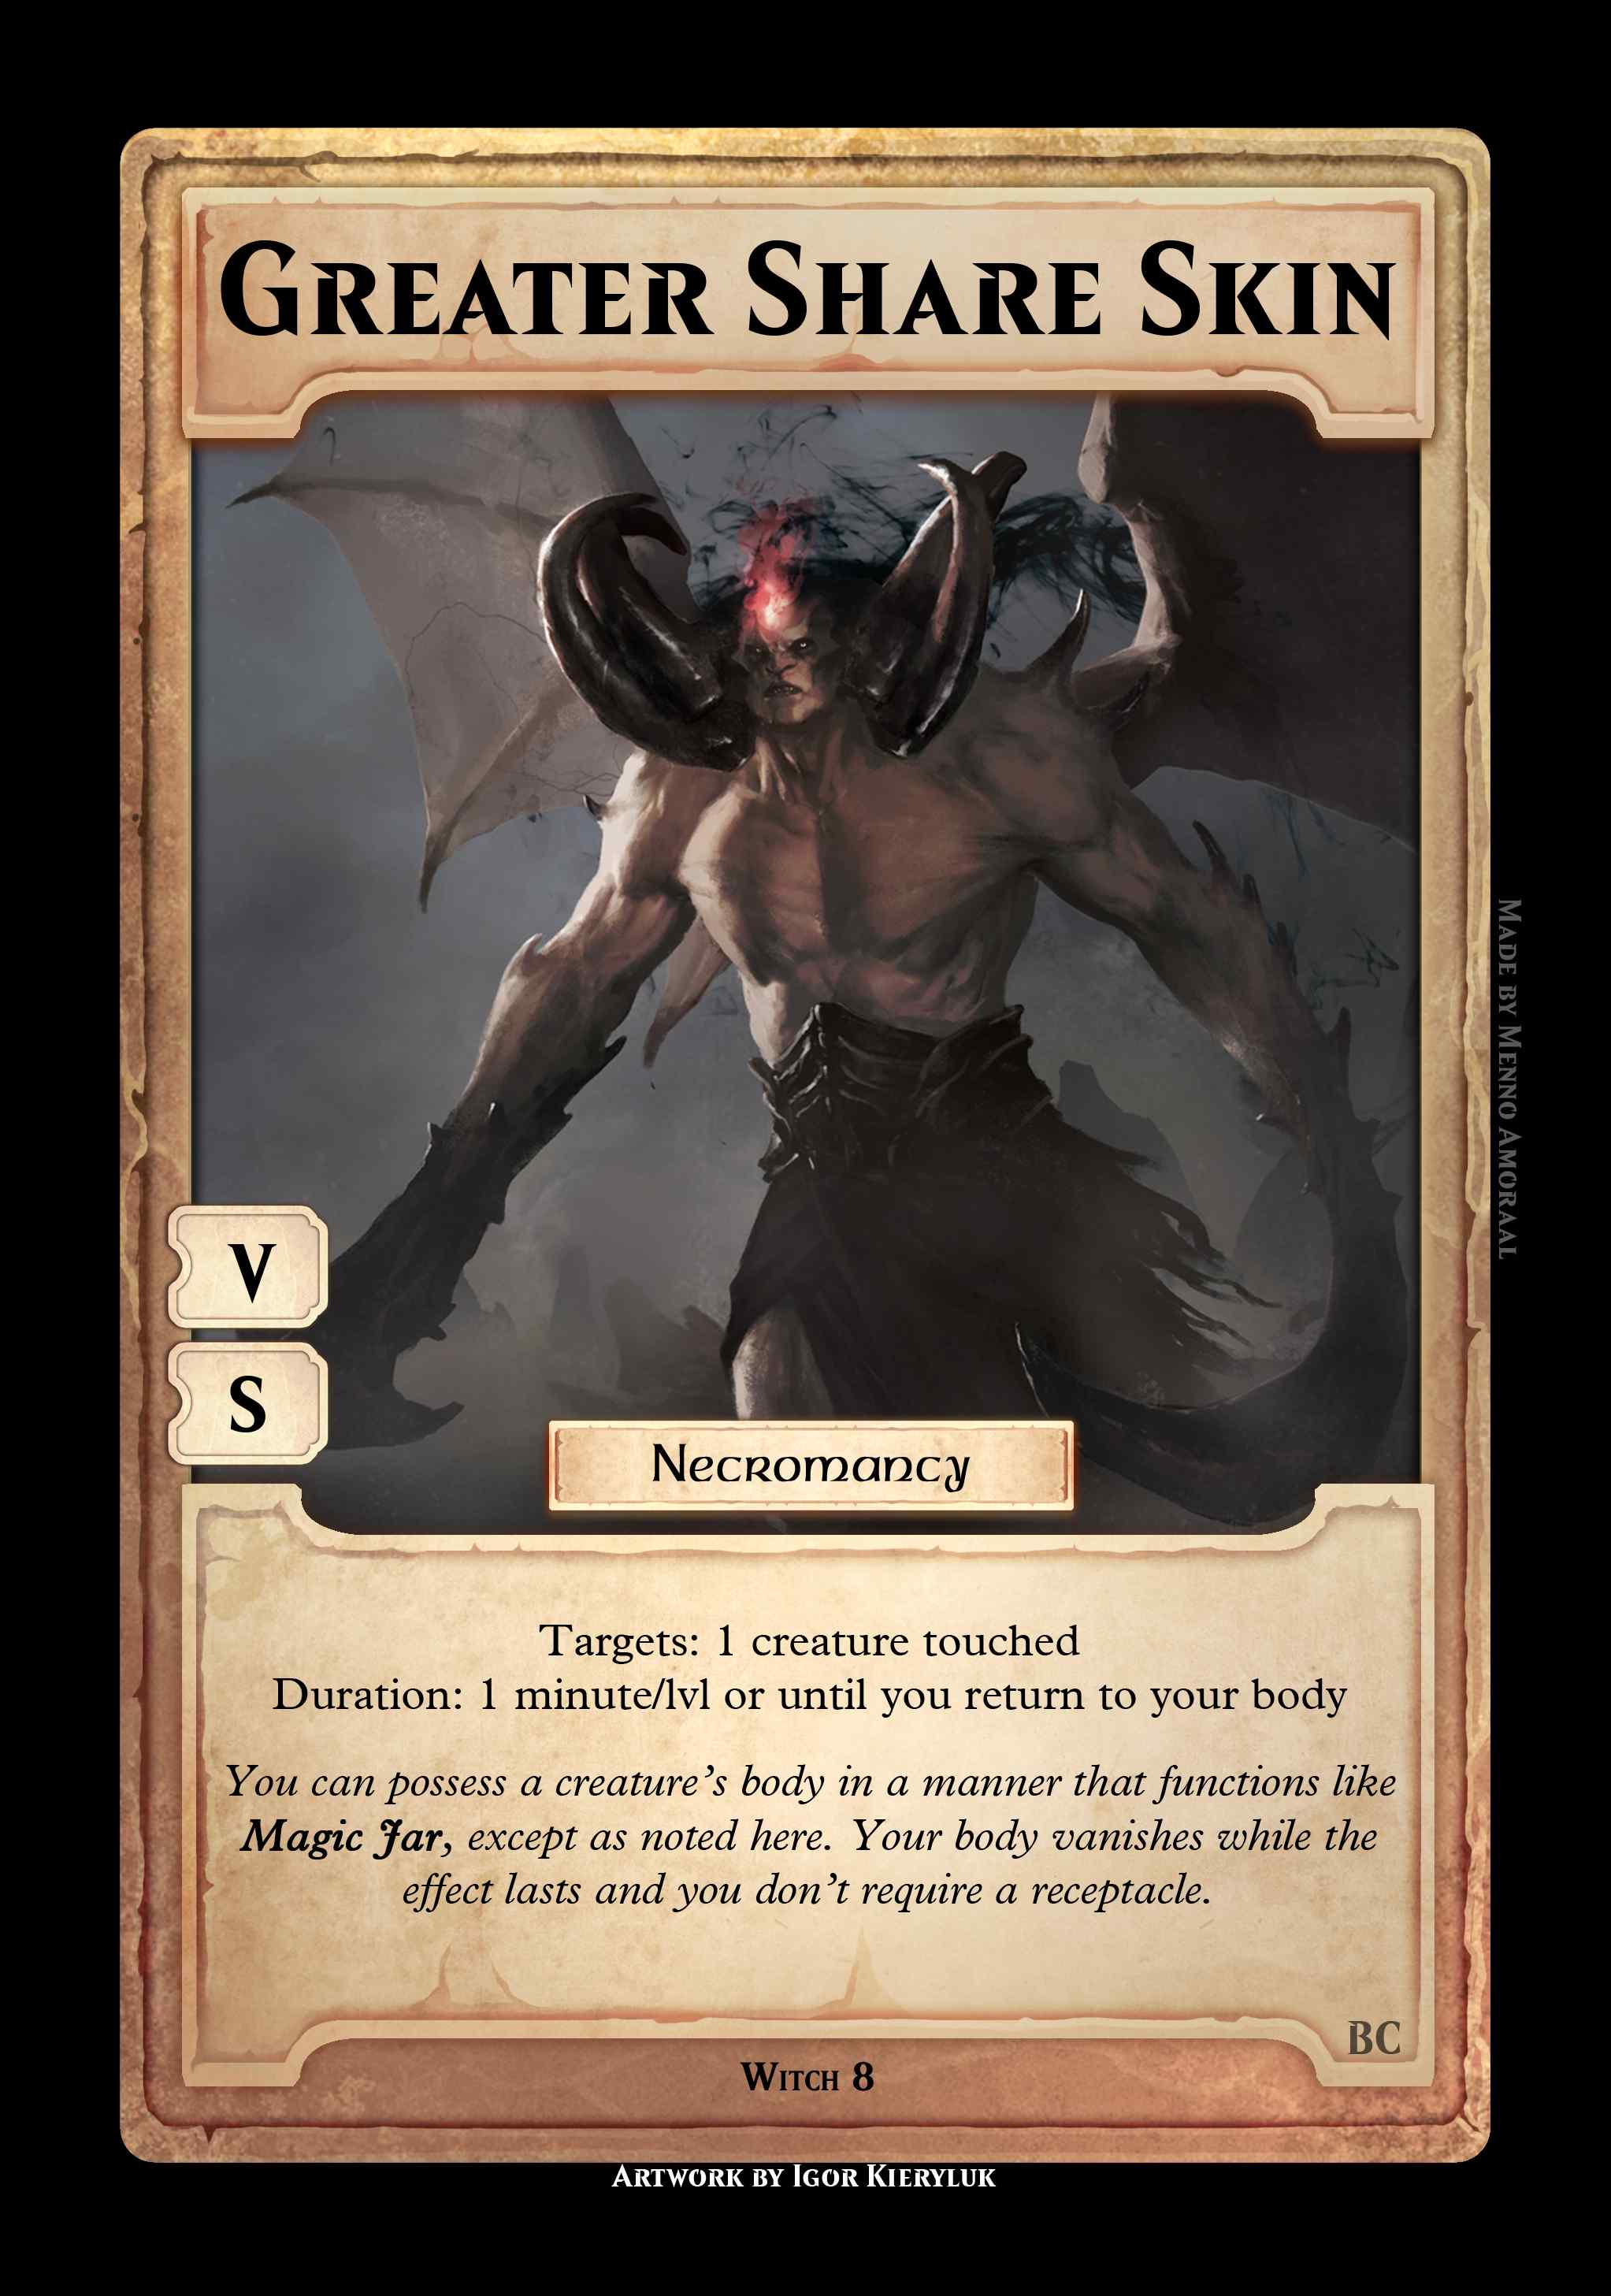 Greater Share Skin
V
S
Necromancy
Targets: 1 creature touched
Duration: 1 minute/lvl or until you return to your body
You can possess a creature's body in a manner that functions like
Magic Jar, except as noted here. Your body vanishes while the
effect lasts and you don't require a receptacle.
BC
Witch 8
Artwork by Igor Kieryluk
Made by Menno Amoraal